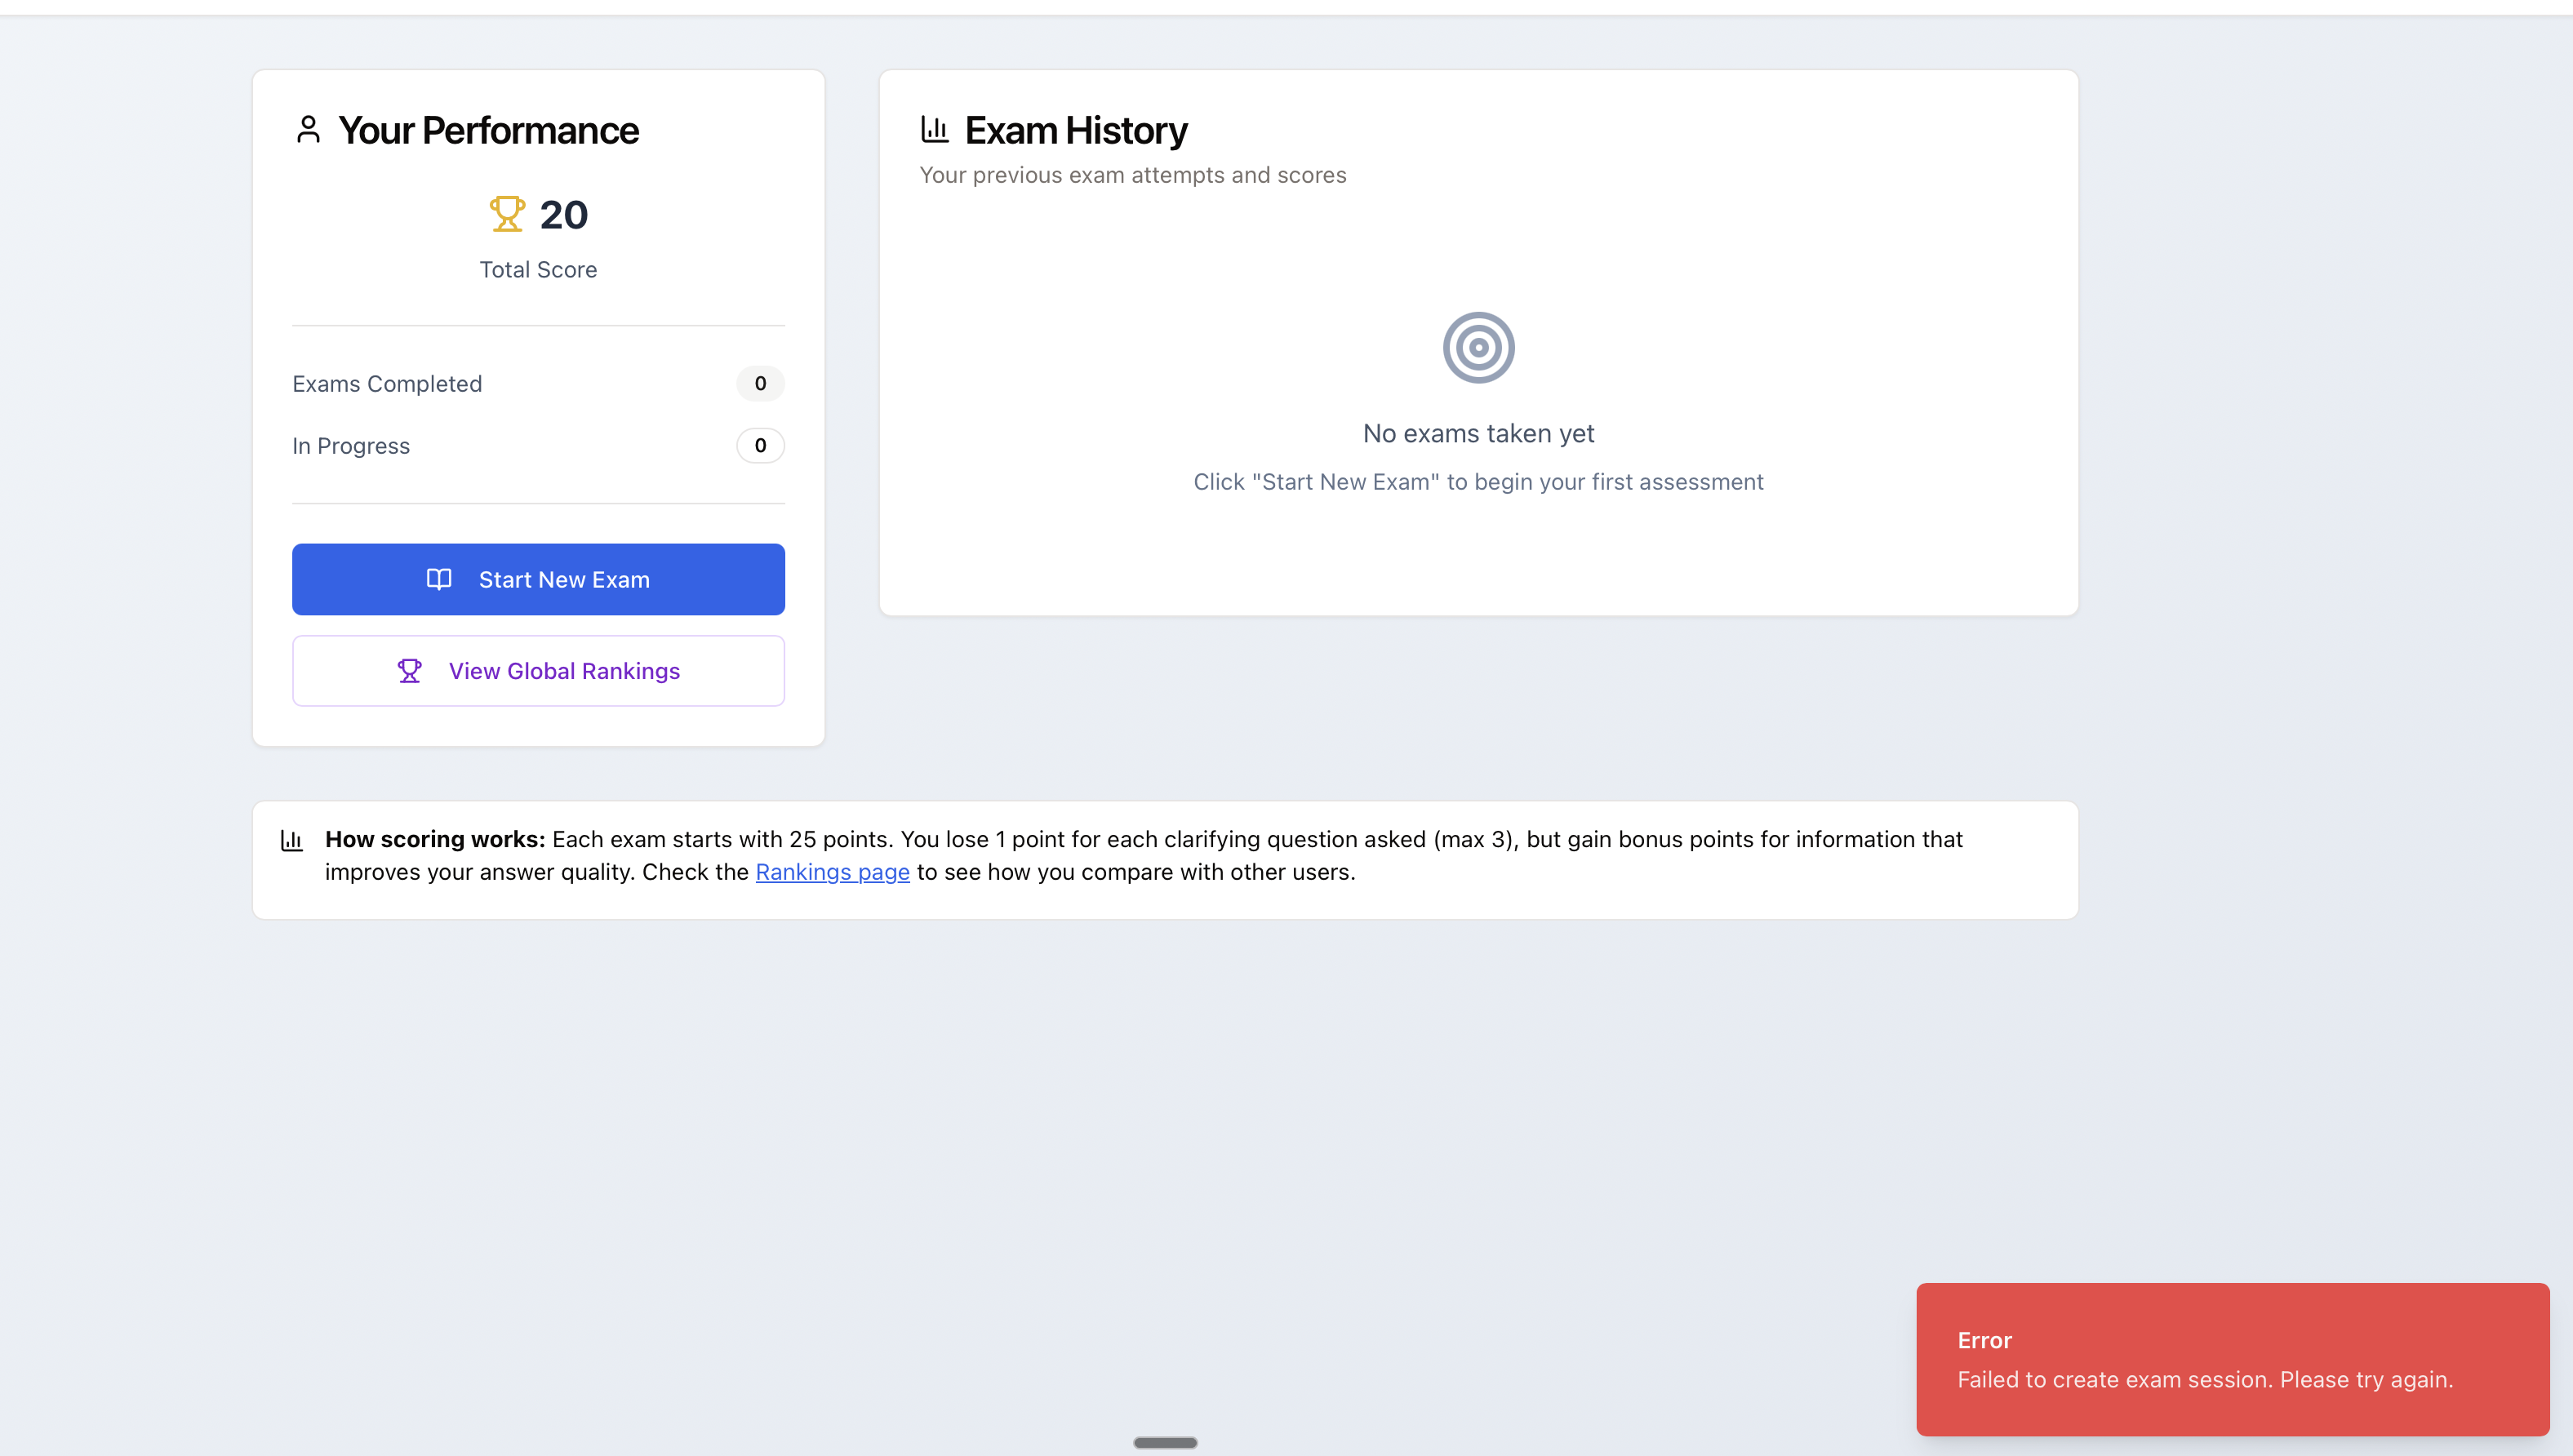 Your Performance
20
Total Score
Exams Completed
0
In Progress
0
Start New Exam
View Global Rankings
Exam History
Your previous exam attempts and scores
No exams taken yet
Click "Start New Exam" to begin your first assessment
How scoring works: Each exam starts with 25 points. You lose 1 point for each clarifying question asked (max 3), but gain bonus points for information that
improves your answer quality. Check the Rankings page to see how you compare with other users.
Error
Failed to create exam session. Please try again.